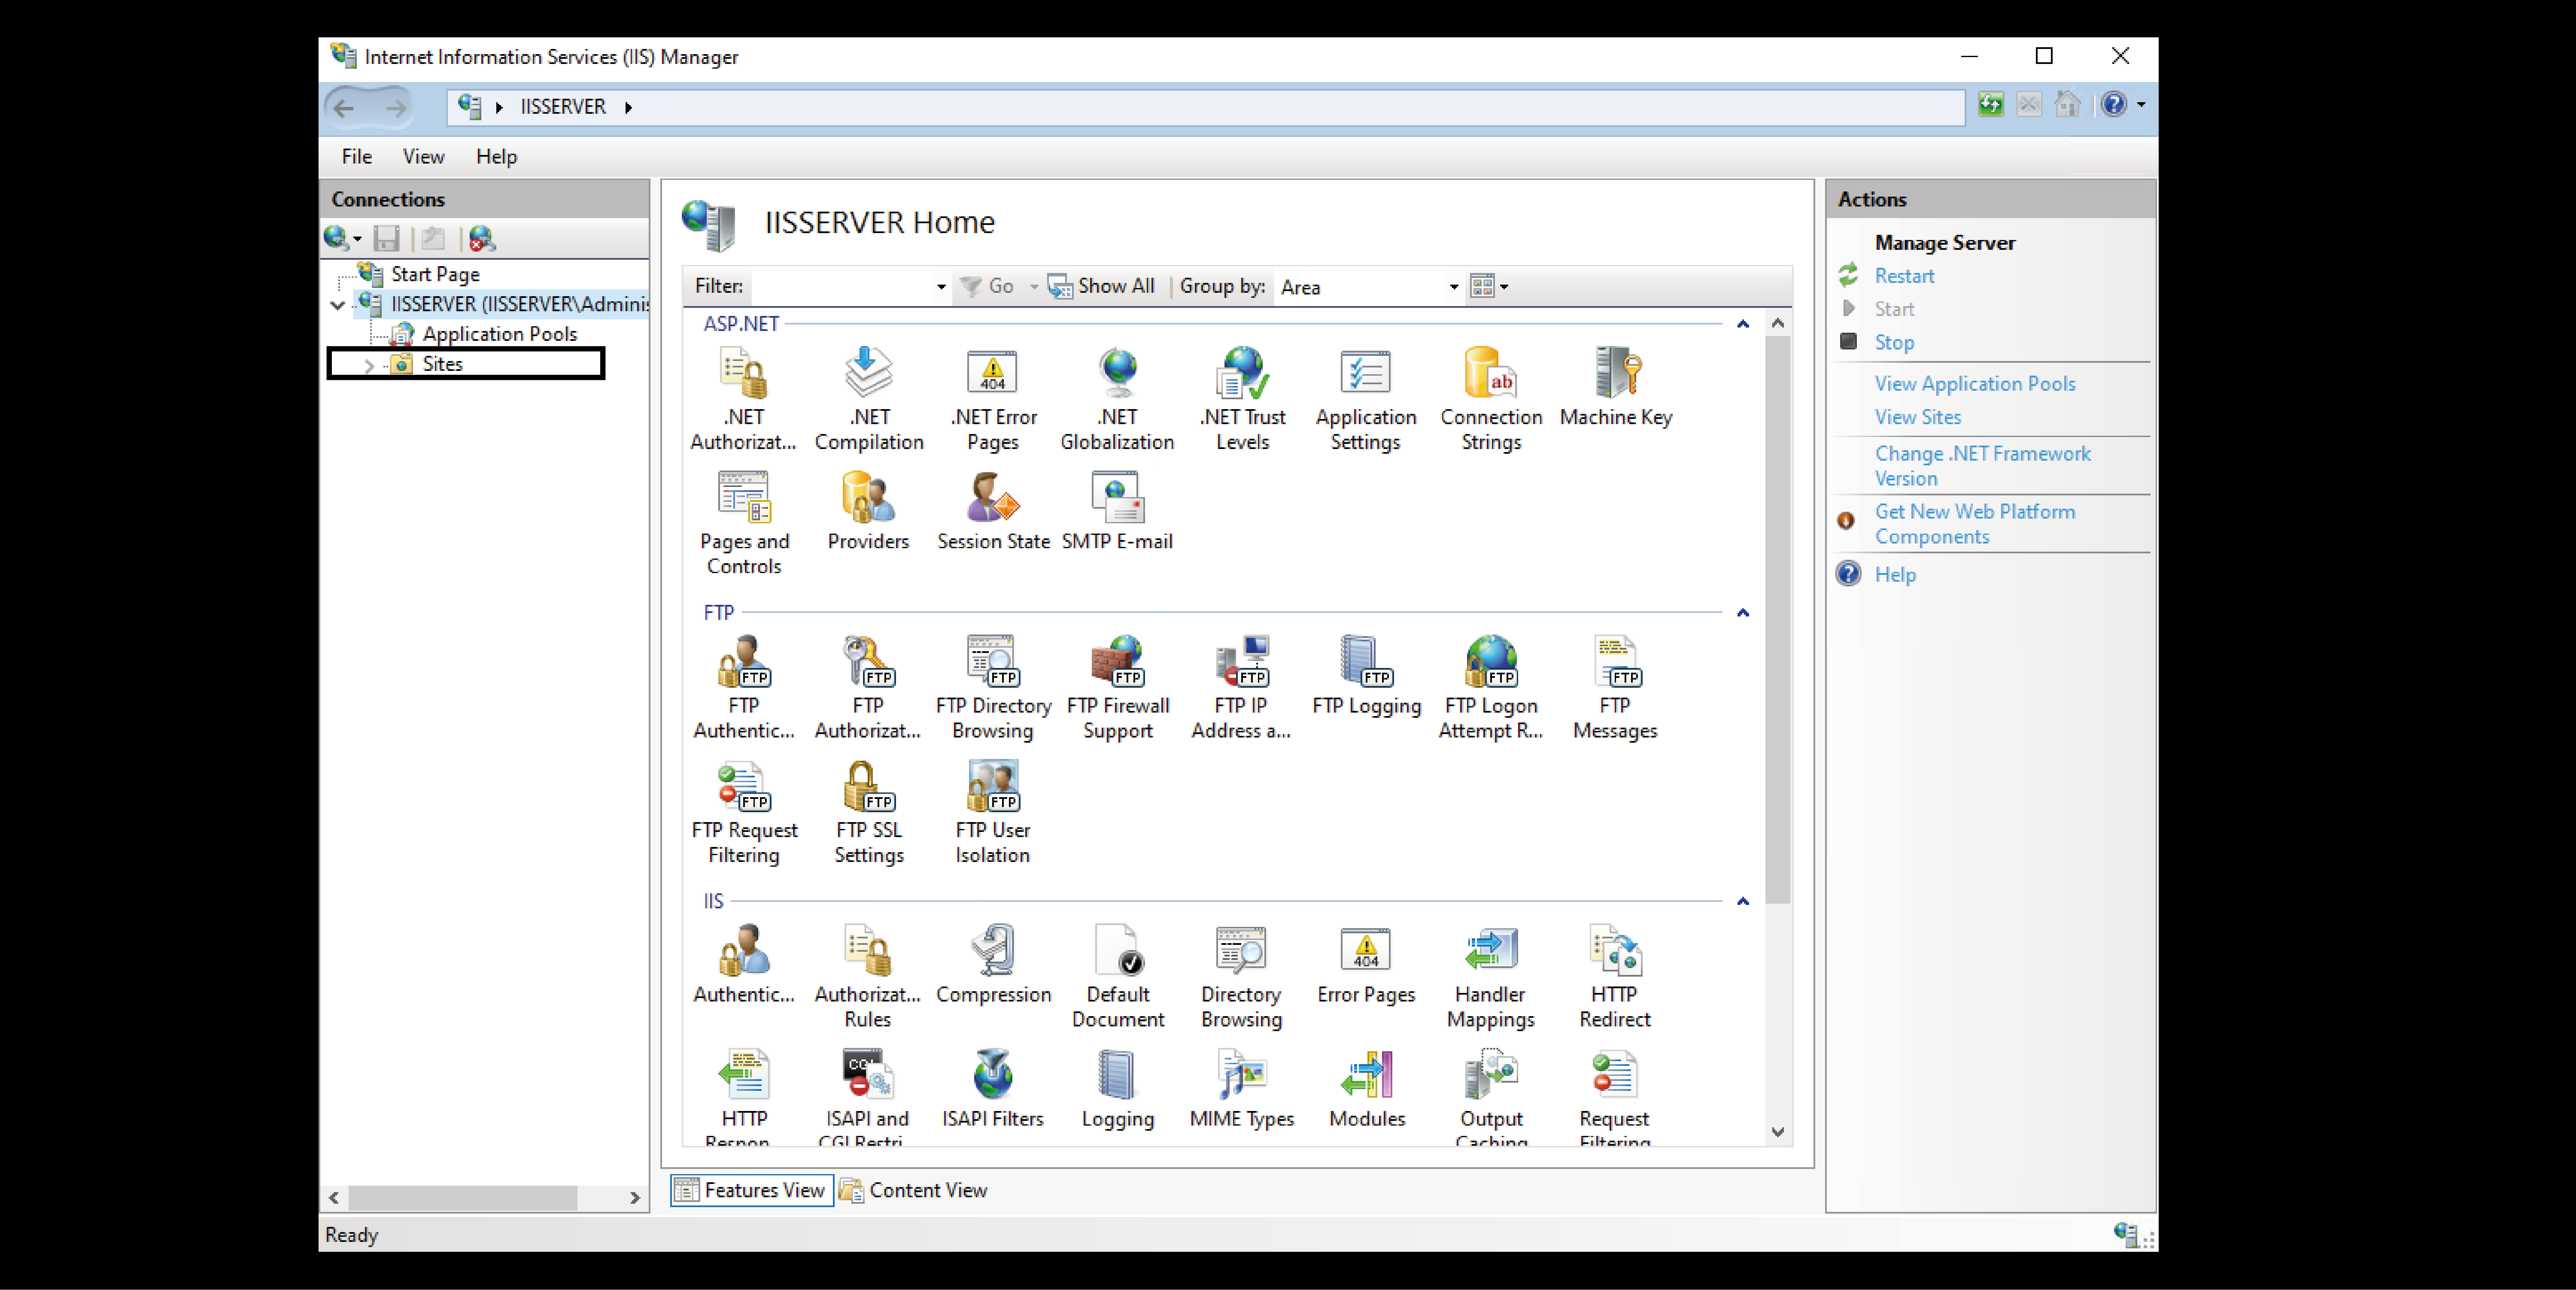 Internet Information Services (IIS) Manager
IISSERVER
File View Help
Connections
Start Page
IISSERVER (IISSERVER\Adminis
Application Pools
Sites
IISSERVER Home
Filter: Go Show All Group by: Area
ASP.NET
.NET Authorizat...
.NET Compilation
.NET Error Pages
.NET Globalization
.NET Trust Levels
Application Settings
Connection Strings
Machine Key
Pages and Controls
Providers
Session State
SMTP E-mail
FTP
FTP Authentic...
FTP Authorizat...
FTP Directory Browsing
FTP Firewall Support
FTP IP Address a...
FTP Logging
FTP Logon Attempt R...
FTP Messages
FTP Request Filtering
FTP SSL Settings
FTP User Isolation
IIS
Authentic...
Authorizat... Rules
Compression
Default Document
Directory Browsing
Error Pages
Handler Mappings
HTTP Redirect
HTTP Respon...
ISAPI and CGI Restri...
ISAPI Filters
Logging
MIME Types
Modules
Output Caching
Request Filtering
Features View Content View
Actions
Manage Server
Restart
Start
Stop
View Application Pools
View Sites
Change .NET Framework
Version
Get New Web Platform
Components
Help
Ready